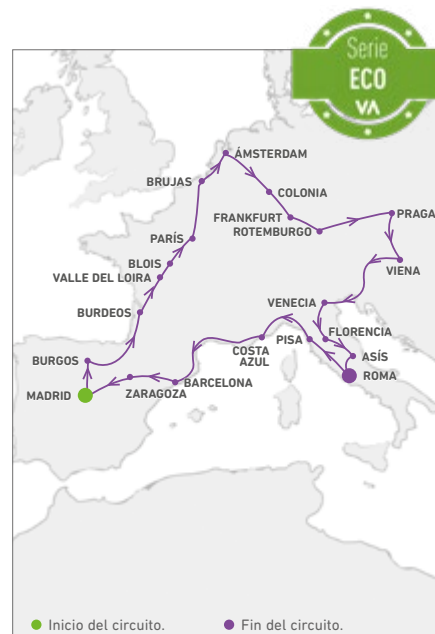 Serie
ECO
VA
ÁMSTERDAM
BRUJAS
COLONIA
FRANKFURT
ROTEMBURGO
PRAGA
PARÍS
BLOIS
VALLE DEL LOIRA
VIENA
BURDEOS
VENECIA
FLORENCIA
BURGOS
COSTA
AZUL
PISA
ASÍS
MADRID
ZARAGOZA
BARCELONA
ROMA
Inicio del circuito.
Fin del circuito.